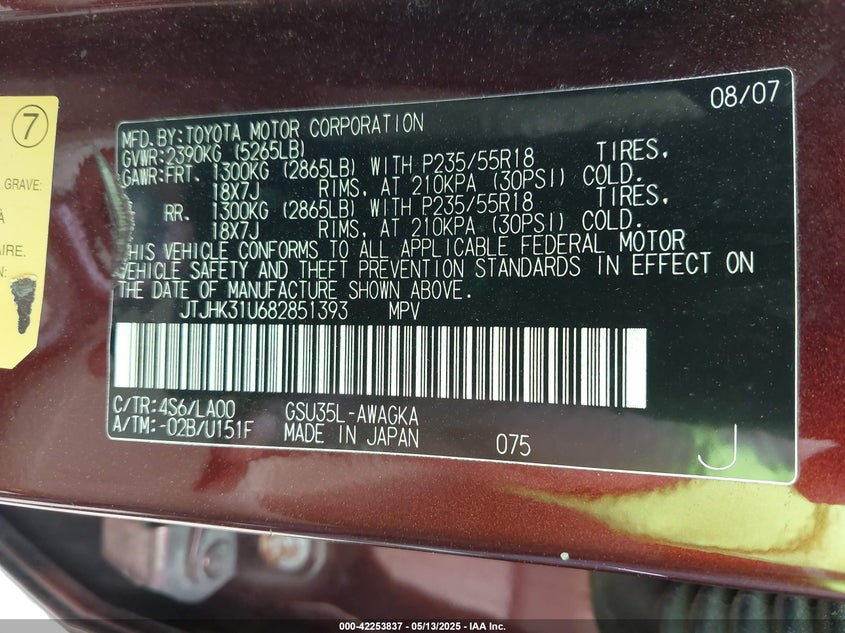 7
GRAVE:
À
AIRE.
N:
08/07
MFD.BY:TOYOTA MOTOR CORPORATION
GVWR:2390KG (5265LB)
GAWR:FRT. 1300KG (2865LB) WITH P235/55R18 TIRES,
18X7J RIMS, AT 210KPA (30PSI) COLD.
RR. 1300KG (2865LB) WITH P235/55R18 TIRES,
18X7J RIMS, AT 210KPA (30PSI) COLD.
THIS VEHICLE CONFORMS TO ALL APPLICABLE FEDERAL MOTOR
VEHICLE SAFETY AND THEFT PREVENTION STANDARDS IN EFFECT ON
THE DATE OF MANUFACTURE SHOWN ABOVE.
JTJHK31U682851393 MPV
C/TR:4S6/LA00 GSU35L-AWAGKA
A/TM:-02B/U151F MADE IN JAPAN 075
J
000-42253837 - 05/13/2025 - IAA Inc.